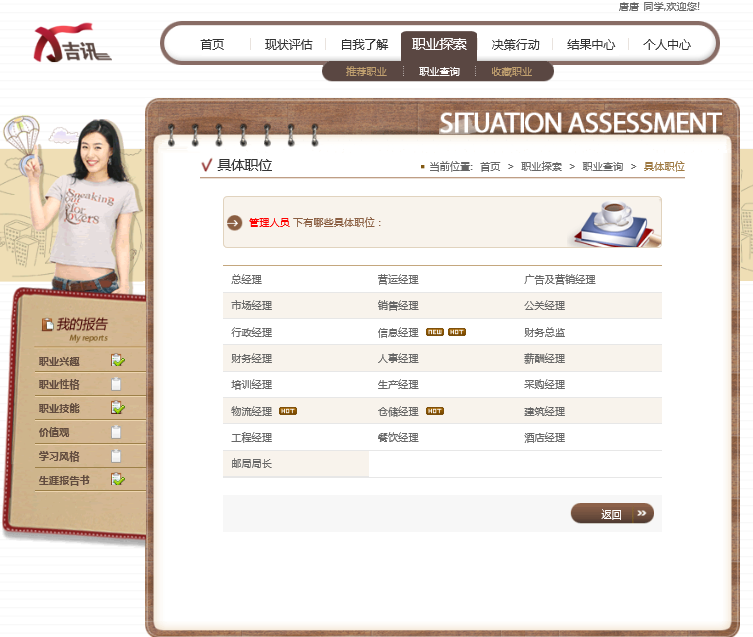 唐唐 同学,欢迎您!
吉讯
首页 现状评估 自我了解 职业探索 决策行动 结果中心 个人中心
推荐职业 职业查询 收藏职业
SITUATION ASSESSMENT
具体职位
当前位置: 首页 > 职业探索 > 职业查询 > 具体职位
Speaking
out for
lovers
管理人员 下有哪些具体职位：
总经理 营运经理 广告及营销经理
市场经理 销售经理 公关经理
行政经理 信息经理 NEW HOT 财务总监
财务经理 人事经理 薪酬经理
培训经理 生产经理 采购经理
物流经理 HOT 仓储经理 HOT 建筑经理
工程经理 餐饮经理 酒店经理
邮局局长
返回
我的报告
My reports
职业兴趣
职业性格
职业技能
价值观
学习风格
生涯报告书